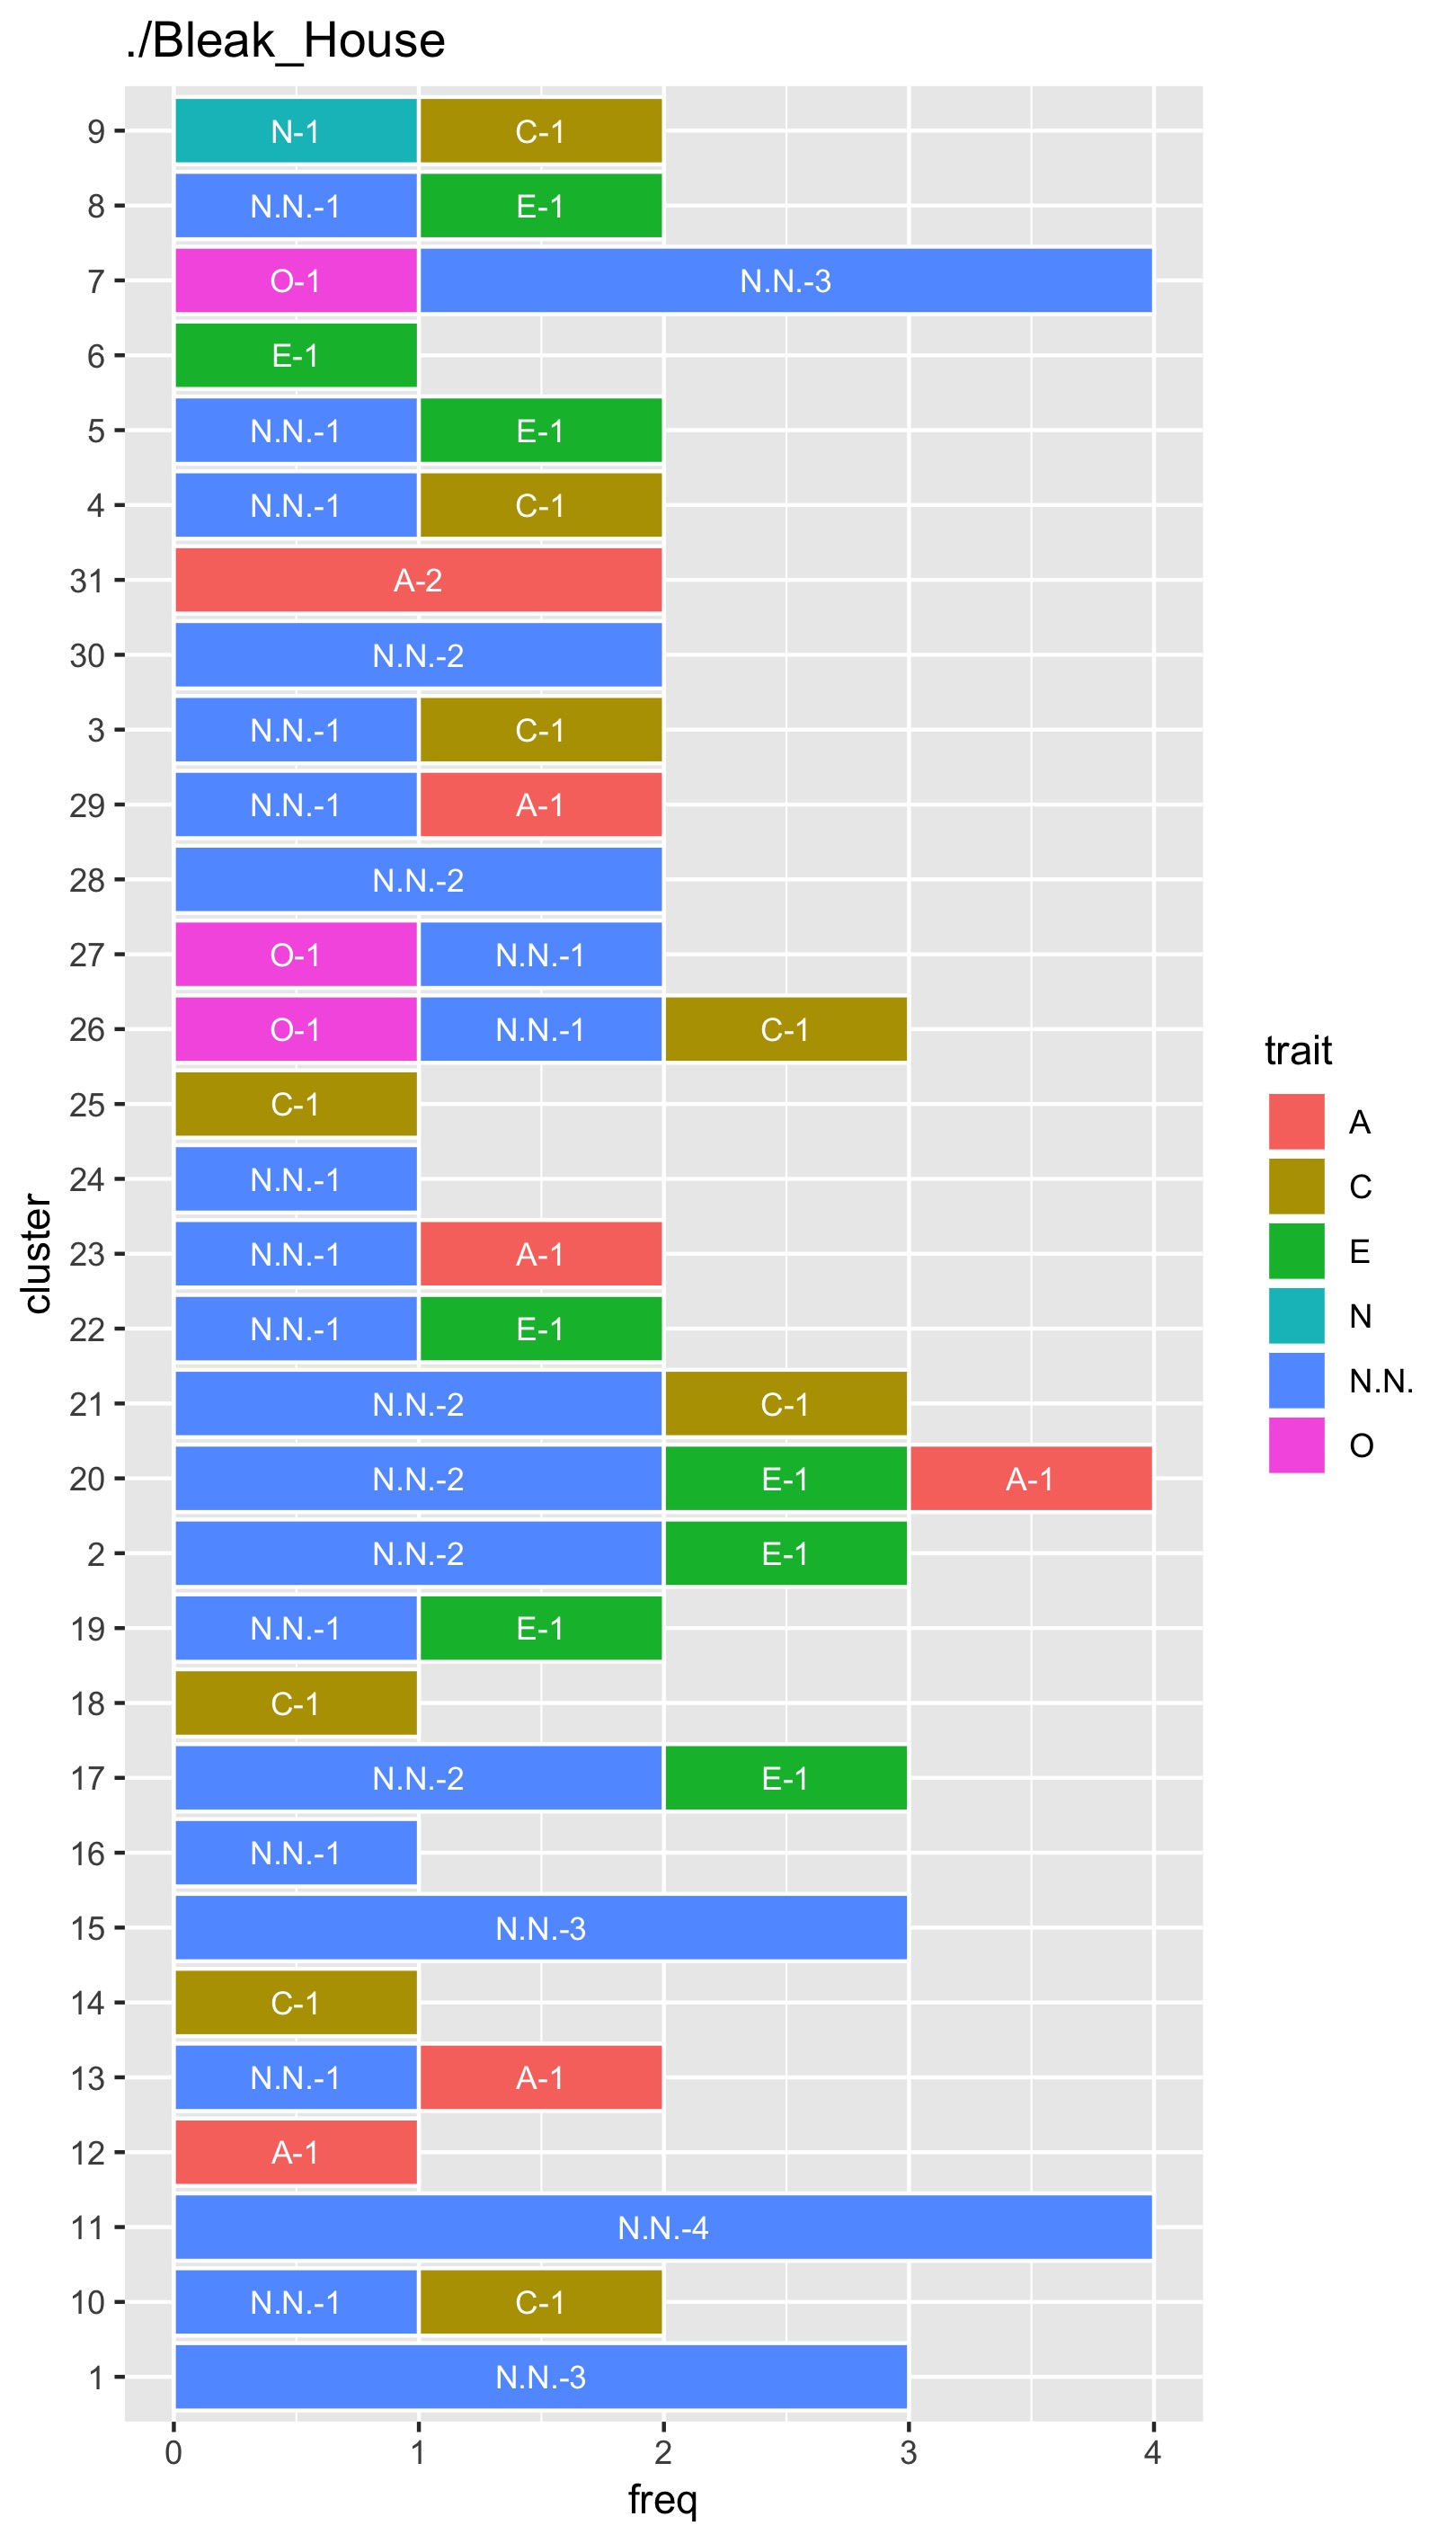 ./Bleak_House
9 N-1 C-1
8 N.N.-1 E-1
7 O-1 N.N.-3
6 E-1
5 N.N.-1 E-1
4 N.N.-1 C-1
31 A-2
30 N.N.-2
3 N.N.-1 C-1
29 N.N.-1 A-1
28 N.N.-2
27 O-1 N.N.-1
26 O-1 N.N.-1 C-1
25 C-1
24 N.N.-1
23 N.N.-1 A-1
22 N.N.-1 E-1
21 N.N.-2 C-1
20 N.N.-2 E-1 A-1
2 N.N.-2 E-1
19 N.N.-1 E-1
18 C-1
17 N.N.-2 E-1
16 N.N.-1
15 N.N.-3
14 C-1
13 N.N.-1 A-1
12 A-1
11 N.N.-4
10 N.N.-1 C-1
1 N.N.-3
0 1 2 3 4
freq
cluster
trait
A
C
E
N
N.N.
O